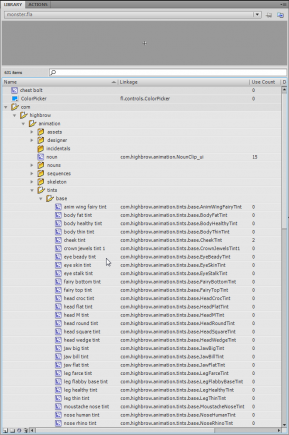 LIBRARY ACTIONS
monster.fla
601 items
Name Linkage Use Count D
chest bolt 0
ColorPicker fl.controls.ColorPicker 0
com
highbrow
animation
assets
designer
incidentals
noun com.highbrow.animation.NounClip_ui 15
nouns
sequences
skeleton
tints
base
anim wing fairy tint com.highbrow.animation.tints.base.AnimWingFairyTint 0
body fat tint com.highbrow.animation.tints.base.BodyFatTint 0
body healthy tint com.highbrow.animation.tints.base.BodyHealthyTint 0
body thin tint com.highbrow.animation.tints.base.BodyThinTint 0
cheek tint com.highbrow.animation.tints.base.CheekTint 2
crown jewels tint 1 com.highbrow.animation.tints.base.CrownJewelsTint1 0
eye beady tint com.highbrow.animation.tints.base.EyeBeadyTint 0
eye skin tint com.highbrow.animation.tints.base.EyeSkinTint 0
eye stalk tint com.highbrow.animation.tints.base.EyeStalkTint 0
fairy bottom tint com.highbrow.animation.tints.base.FairyBottomTint 0
fairy top tint com.highbrow.animation.tints.base.FairyTopTint 0
head croc tint com.highbrow.animation.tints.base.HeadCrocTint 0
head flat tint com.highbrow.animation.tints.base.HeadFlatTint 0
head M tint com.highbrow.animation.tints.base.HeadMTint 0
head round tint com.highbrow.animation.tints.base.HeadRoundTint 0
head square tint com.highbrow.animation.tints.base.HeadSquareTint 0
head wedge tint com.highbrow.animation.tints.base.HeadWedgeTint 0
jaw big tint com.highbrow.animation.tints.base.JawBigTint 0
jaw bill tint com.highbrow.animation.tints.base.JawBillTint 0
jaw flat tint com.highbrow.animation.tints.base.JawflatTint 0
leg fierce tint com.highbrow.animation.tints.base.LegFierceTint 0
leg flabby base tint com.highbrow.animation.tints.base.LegFlabbyBaseTint 0
leg healthy tint com.highbrow.animation.tints.base.LegHealthyTint 0
leg thin tint com.highbrow.animation.tints.base.LegThinTint 0
moustache nose tint com.highbrow.animation.tints.base.MoustacheNoseTint 0
nose human tint com.highbrow.animation.tints.base.NoseHumanTint 0
nose rhino tint com.highbrow.animation.tints.base.NoseRhinoTint 0